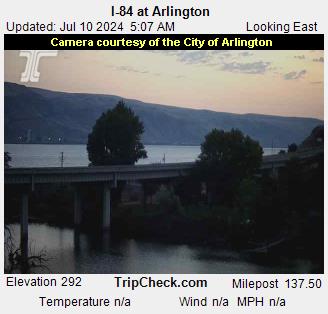 I-84 at Arlington
Updated: Jul 10 2024 5:07 AM Looking East
Camera courtesy of the City of Arlington
Elevation 292 TripCheck.com Milepost 137.50
Temperature n/a Wind n/a MPH n/a